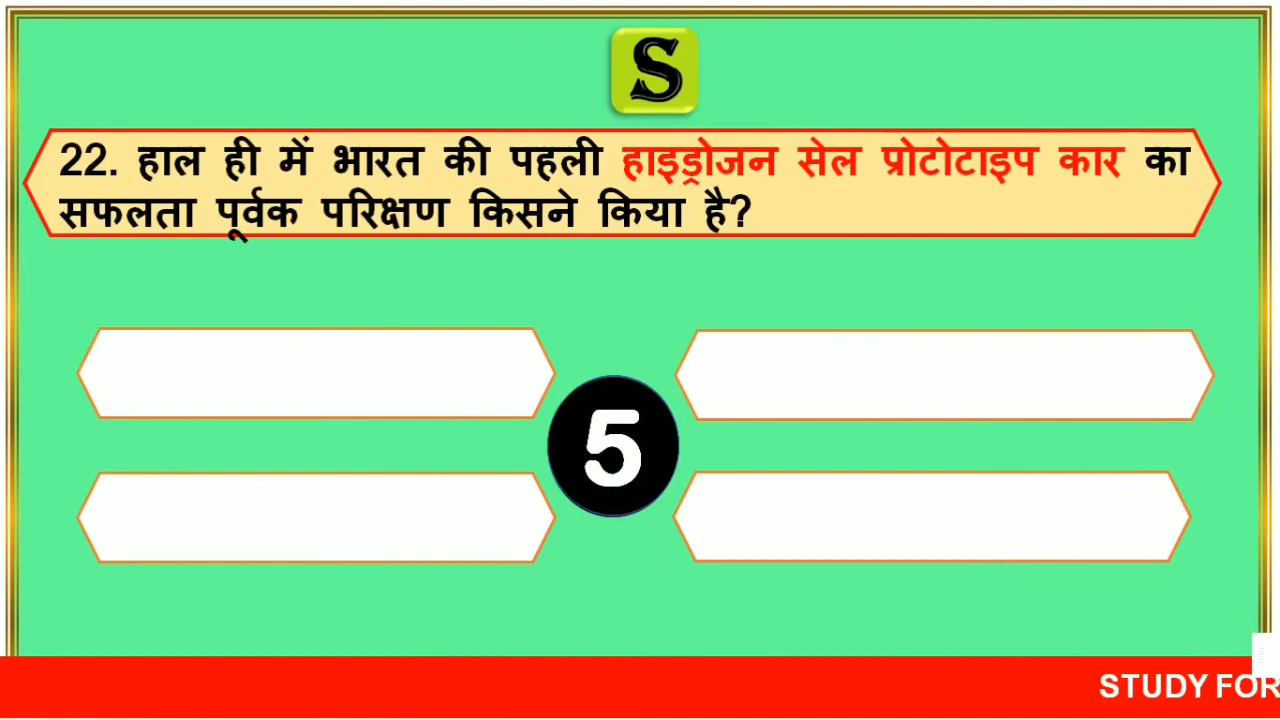 S
22. हाल ही में भारत की पहली हाइड्रोजन सेल प्रोटोटाइप कार का
सफलता पूर्वक परिक्षण किसने किया है?
5
STUDY FOR